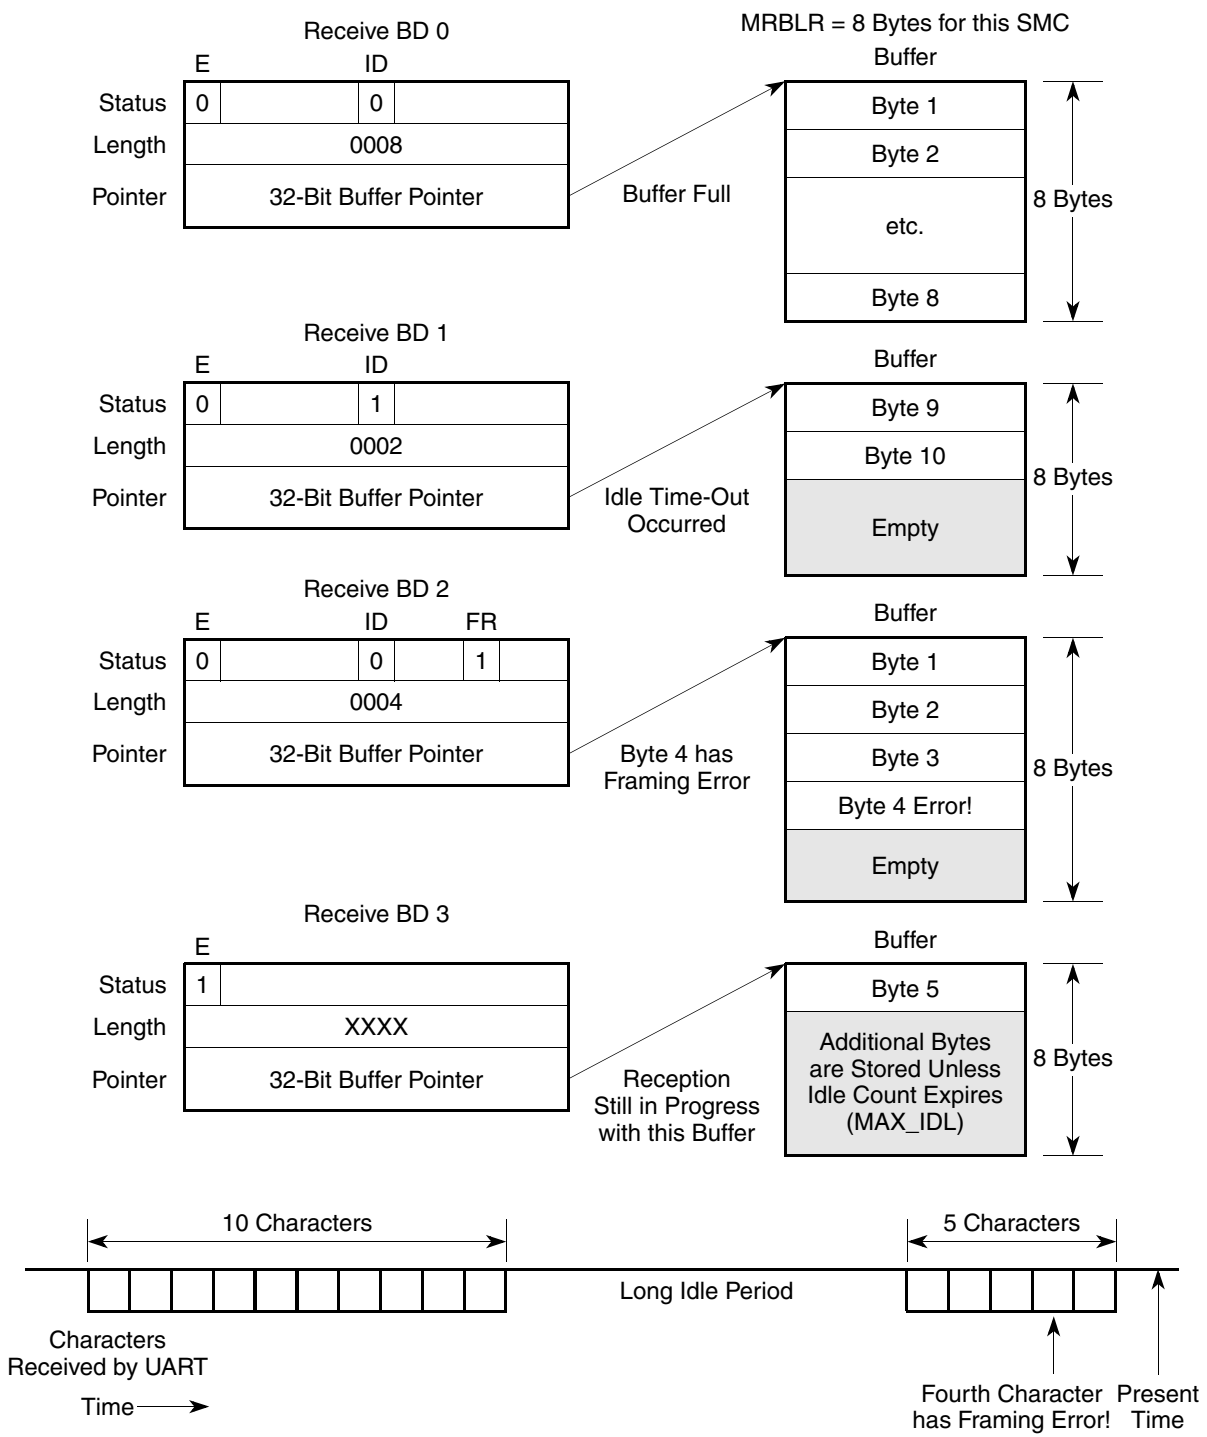 MRBLR = 8 Bytes for this SMC
Receive BD 0
Buffer
E ID
Status 0 0
Length 0008
Pointer 32-Bit Buffer Pointer
Buffer Full
Byte 1
Byte 2
etc.
Byte 8
8 Bytes
Receive BD 1
Buffer
E ID
Status 0 1
Length 0002
Pointer 32-Bit Buffer Pointer
Idle Time-Out
Occurred
Byte 9
Byte 10
Empty
8 Bytes
Receive BD 2
Buffer
E ID FR
Status 0 0 1
Length 0004
Pointer 32-Bit Buffer Pointer
Byte 4 has
Framing Error
Byte 1
Byte 2
Byte 3
Byte 4 Error!
Empty
8 Bytes
Receive BD 3
Buffer
E
Status 1
Length XXXX
Pointer 32-Bit Buffer Pointer
Reception
Still in Progress
with this Buffer
Byte 5
Additional Bytes
are Stored Unless
Idle Count Expires
(MAX_IDL)
8 Bytes
10 Characters
5 Characters
Long Idle Period
Characters
Received by UART
Time
Fourth Character
has Framing Error!
Present
Time